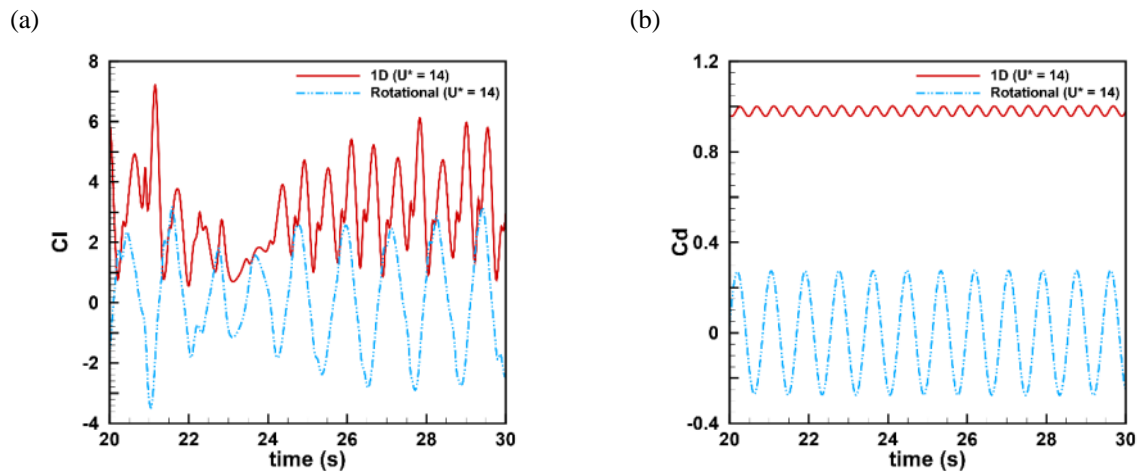 (a)
(b)
8
6
4
2
0
-2
-4
Cl
20
22
24
26
28
30
time (s)
1D (U* = 14)
Rotational (U* = 14)
1.2
0.8
0.4
0
-0.4
Cd
20
22
24
26
28
30
time (s)
1D (U* = 14)
Rotational (U* = 14)